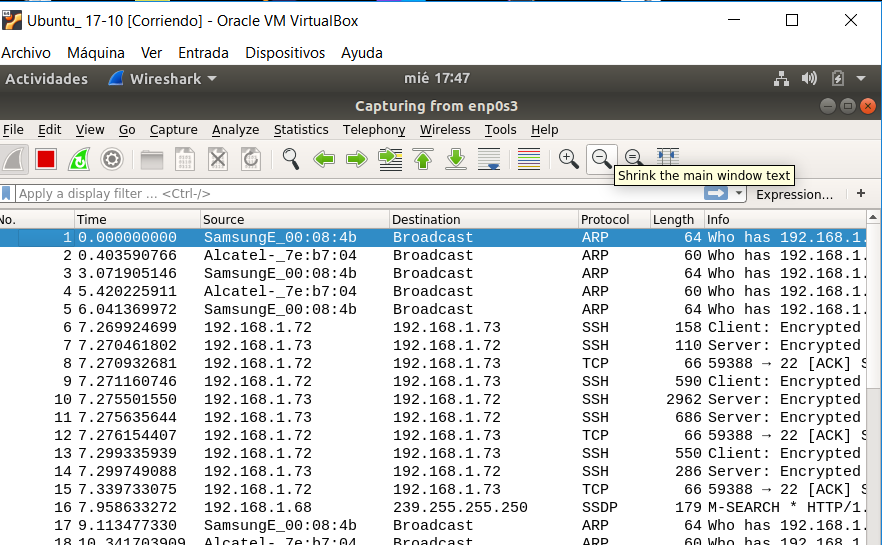 Ubuntu_ 17-10 [Corriendo] - Oracle VM VirtualBox
Archivo Máquina Ver Entrada Dispositivos Ayuda
Actividades Wireshark mié 17:47
Capturing from enp0s3
File Edit View Go Capture Analyze Statistics Telephony Wireless Tools Help
Shrink the main window text
Apply a display filter ... <Ctrl-/> Expression... +
No. Time Source Destination Protocol Length Info
1 0.000000000 SamsungE_00:08:4b Broadcast ARP 64 Who has 192.168.1.
2 0.403590766 Alcatel-_7e:b7:04 Broadcast ARP 60 Who has 192.168.1.
3 3.071905146 SamsungE_00:08:4b Broadcast ARP 64 Who has 192.168.1.
4 5.420225911 Alcatel-_7e:b7:04 Broadcast ARP 60 Who has 192.168.1.
5 6.041369972 SamsungE_00:08:4b Broadcast ARP 64 Who has 192.168.1.
6 7.269924699 192.168.1.72 192.168.1.73 SSH 158 Client: Encrypted
7 7.270461802 192.168.1.73 192.168.1.72 SSH 110 Server: Encrypted
8 7.270932681 192.168.1.72 192.168.1.73 TCP 66 59388 → 22 [ACK] S
9 7.271160746 192.168.1.72 192.168.1.73 SSH 590 Client: Encrypted
10 7.275501550 192.168.1.73 192.168.1.72 SSH 2962 Server: Encrypted
11 7.275635644 192.168.1.73 192.168.1.72 SSH 686 Server: Encrypted
12 7.276154407 192.168.1.72 192.168.1.73 TCP 66 59388 → 22 [ACK] S
13 7.299335939 192.168.1.72 192.168.1.73 SSH 550 Client: Encrypted
14 7.299749088 192.168.1.73 192.168.1.72 SSH 286 Server: Encrypted
15 7.339733075 192.168.1.72 192.168.1.73 TCP 66 59388 → 22 [ACK] S
16 7.958633272 192.168.1.68 239.255.255.250 SSDP 179 M-SEARCH * HTTP/1.
17 9.113477330 SamsungE_00:08:4b Broadcast ARP 64 Who has 192.168.1.
18 10.341703909 Alcatel-_7e:b7:04 Broadcast ARP 60 Who has 192.168.1.